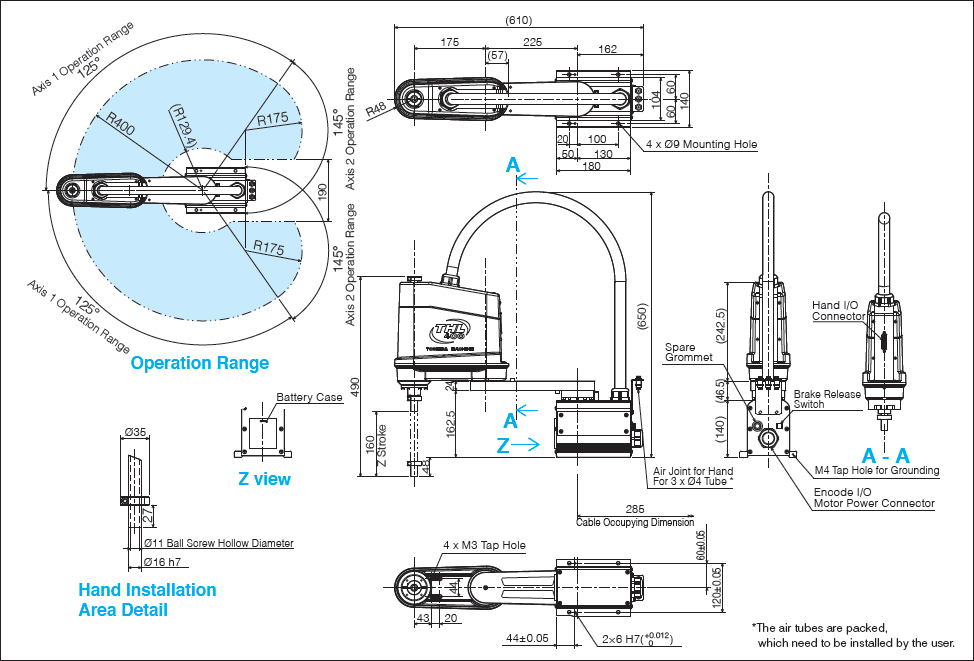 Axis 1 Operation Range
125°
R400
(R129.4)
R175
145°
Axis 2 Operation Range
190
R175
145°
Axis 2 Operation Range
125°
Axis 1 Operation Range
Operation Range
(610)
175
225
162
(57)
R48
104
60
60
140
20
100
50
130
180
4 x Ø9 Mounting Hole
A
THL
400
TOSHIBA MACHINE
490
160
Z Stroke
24
162.5
48
A
Z
(650)
Air Joint for Hand
For 3 x Ø4 Tube *
285
Cable Occupying Dimension
(242.5)
(46.5)
(140)
Spare
Grommet
Hand I/O
Connector
Brake Release
Switch
A - A
M4 Tap Hole for Grounding
Encode I/O
Motor Power Connector
Battery Case
Z view
Ø35
27
Ø11 Ball Screw Hollow Diameter
Ø16 h7
Hand Installation
Area Detail
4 x M3 Tap Hole
44
43
20
44±0.05
2×6 H7(+0.012 0)
60±0.05
120±0.05
*The air tubes are packed,
which need to be installed by the user.